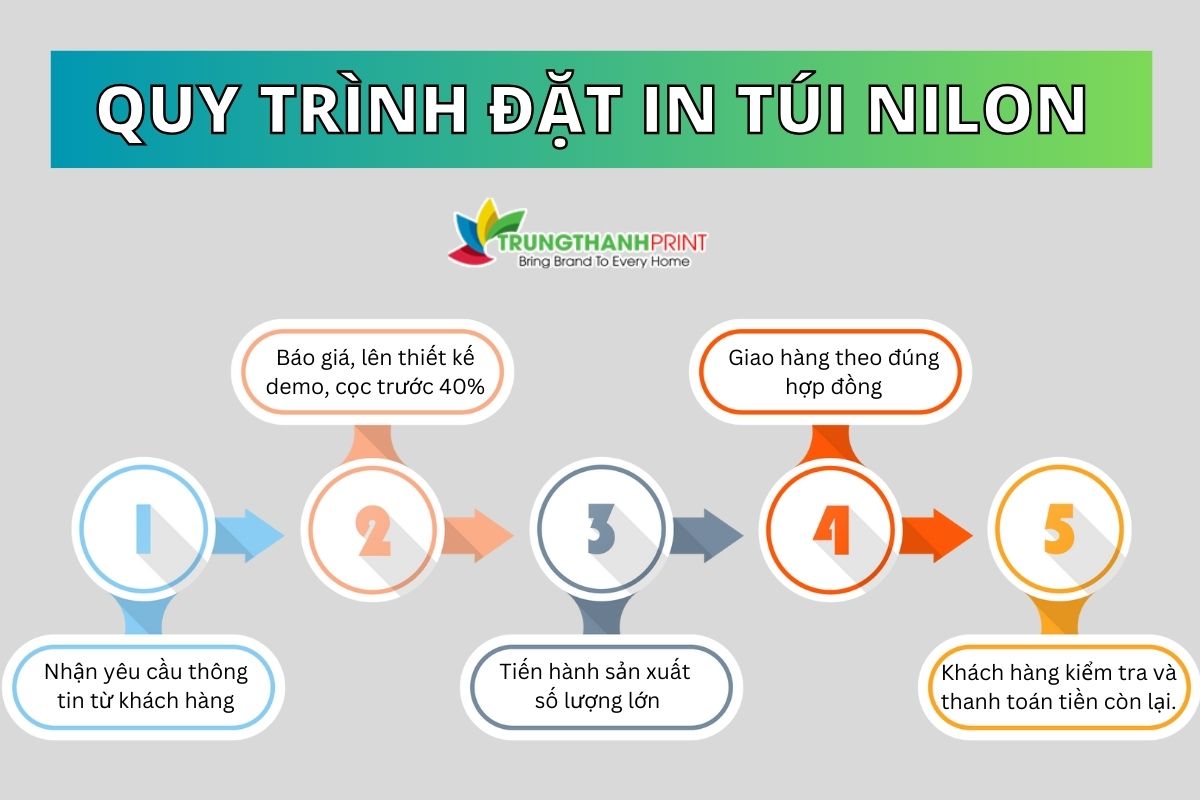 QUY TRÌNH ĐẶT IN TÚI NILON
TRUNGTHANHPRINT
Bring Brand To Every Home
1
Nhận yêu cầu thông
tin từ khách hàng
2
Báo giá, lên thiết kế
demo, cọc trước 40%
3
Tiến hành sản xuất
số lượng lớn
4
Giao hàng theo đúng
hợp đồng
5
Khách hàng kiểm tra và
thanh toán tiền còn lại.